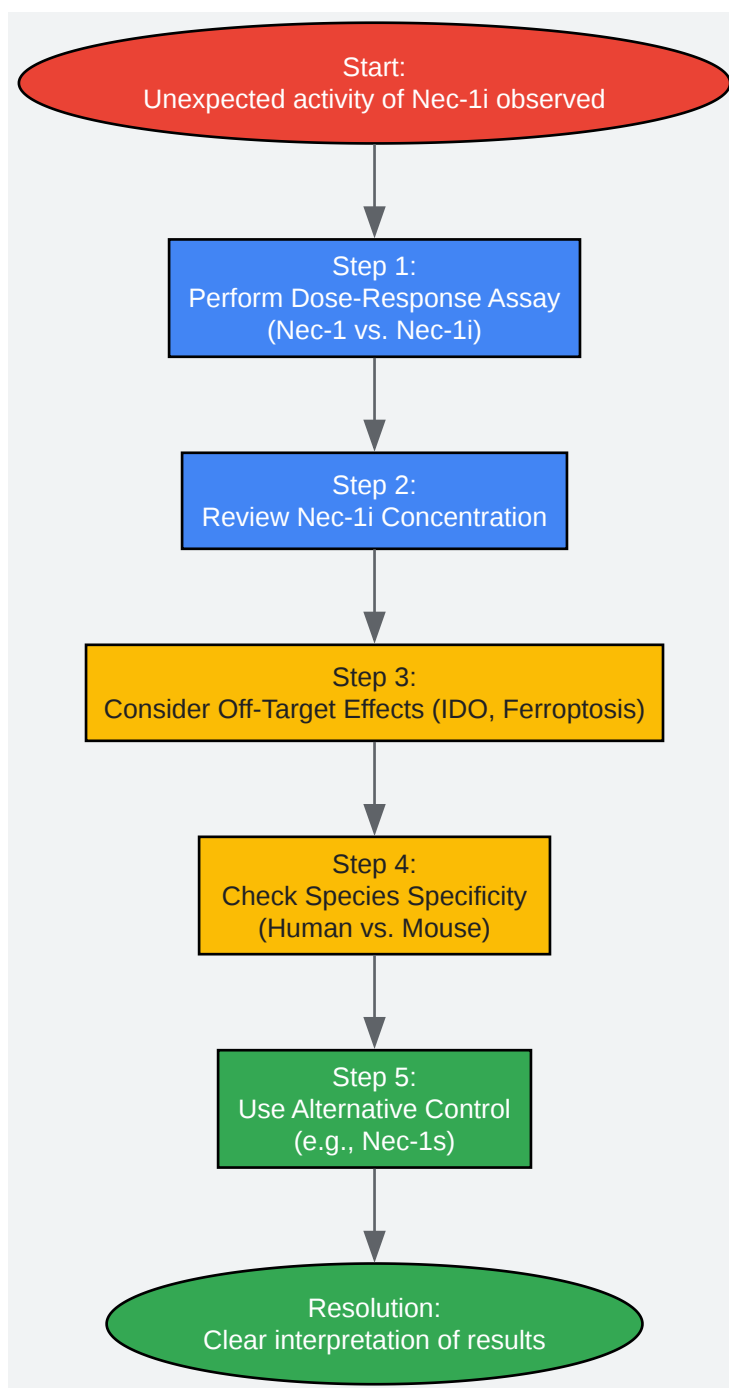 Start:
Unexpected activity of Nec-1i observed
Step 1:
Perform Dose-Response Assay
(Nec-1 vs. Nec-1i)
Step 2:
Review Nec-1i Concentration
Step 3:
Consider Off-Target Effects (IDO, Ferroptosis)
Step 4:
Check Species Specificity
(Human vs. Mouse)
Step 5:
Use Alternative Control
(e.g., Nec-1s)
Resolution:
Clear interpretation of results